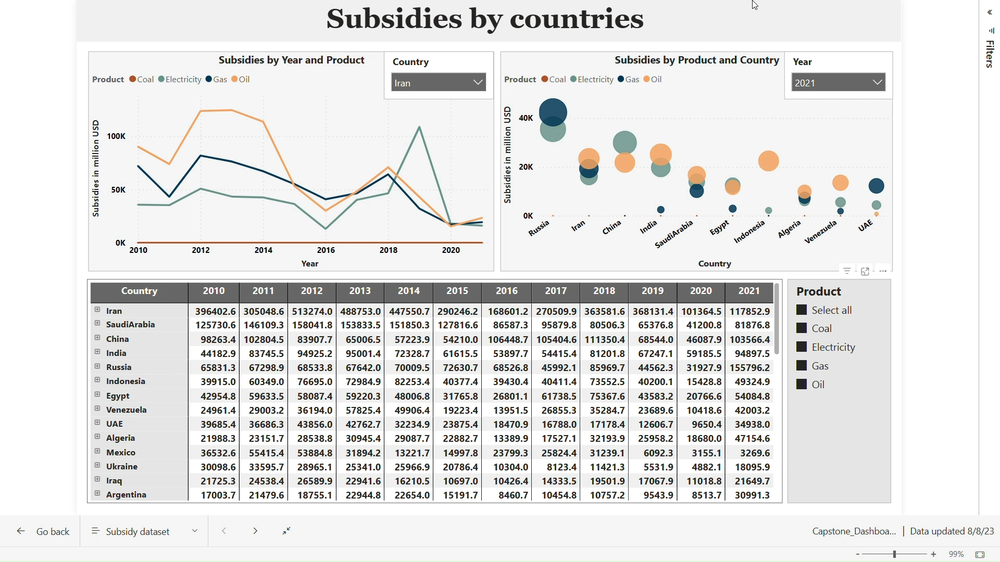 Subsidies by countries
Filters
Subsidies by Year and Product
Product Coal Electricity Gas Oil
Country
Iran
Subsidies in million USD
100K
50K
0K
2010 2012 2014 2016 2018 2020
Year
Subsidies by Product and Country
Product Coal Electricity Gas Oil
Year
2021
Subsidies in million USD
40K
20K
0K
Russia Iran China India SaudiArabia Egypt Indonesia Algeria Venezuela UAE
Country
Country 2010 2011 2012 2013 2014 2015 2016 2017 2018 2019 2020 2021
Iran 396402.6 305048.6 513274.0 488753.0 447550.7 290246.2 168601.2 270509.9 363581.6 368131.4 101364.5 117852.9
SaudiArabia 125730.6 146109.3 158041.8 153833.5 151850.3 127816.6 86587.3 95879.8 80506.3 65376.8 41200.8 81876.8
China 98263.4 102804.5 83907.7 65006.5 57223.9 54210.0 106448.7 105404.6 111350.4 68544.0 46087.9 103566.4
India 44182.9 83745.5 94925.2 95001.4 72328.7 61615.5 53897.7 54415.4 81201.8 67247.1 59185.5 94897.5
Russia 65831.3 67298.9 68533.8 67642.0 70009.5 72630.7 68526.8 45992.1 85969.7 44562.3 31927.9 155796.2
Indonesia 39915.0 60349.0 76695.0 72984.9 82253.4 40377.4 39430.4 40411.4 73552.5 40200.1 15428.8 49324.9
Egypt 42954.8 59633.5 58087.4 59220.3 48006.8 31765.8 26801.1 61738.5 75367.6 43583.2 20766.6 54084.8
Venezuela 24961.4 29003.2 36194.0 57825.4 49906.4 19223.4 13951.5 26855.3 35284.7 23689.6 10418.6 42003.2
UAE 39685.4 36686.3 43856.0 42762.7 32234.9 23875.4 18470.9 16788.0 17178.4 12606.7 9650.4 34938.0
Algeria 21988.3 23151.7 28538.8 30945.4 29087.7 22882.7 13389.9 17527.1 32193.9 25958.2 18680.0 47154.6
Mexico 36532.6 55415.4 53884.8 31894.2 13221.7 14997.8 23799.3 25824.4 31239.1 6092.3 3155.1 3269.6
Ukraine 30098.6 33595.7 28965.1 25341.0 25966.9 20786.4 10304.0 8123.4 11421.3 5531.9 4882.1 18095.9
Iraq 21725.3 24538.4 26589.9 22941.6 16210.5 10697.0 10426.4 14333.5 19501.9 17067.9 11018.8 21649.7
Argentina 17003.7 21479.6 18755.1 22944.8 22654.0 15191.7 8460.7 10454.8 10757.2 9543.9 8513.7 30991.3
Product
Select all
Coal
Electricity
Gas
Oil
Go back Subsidy dataset Capstone_Dashboa... | Data updated 8/8/23
- + 99%